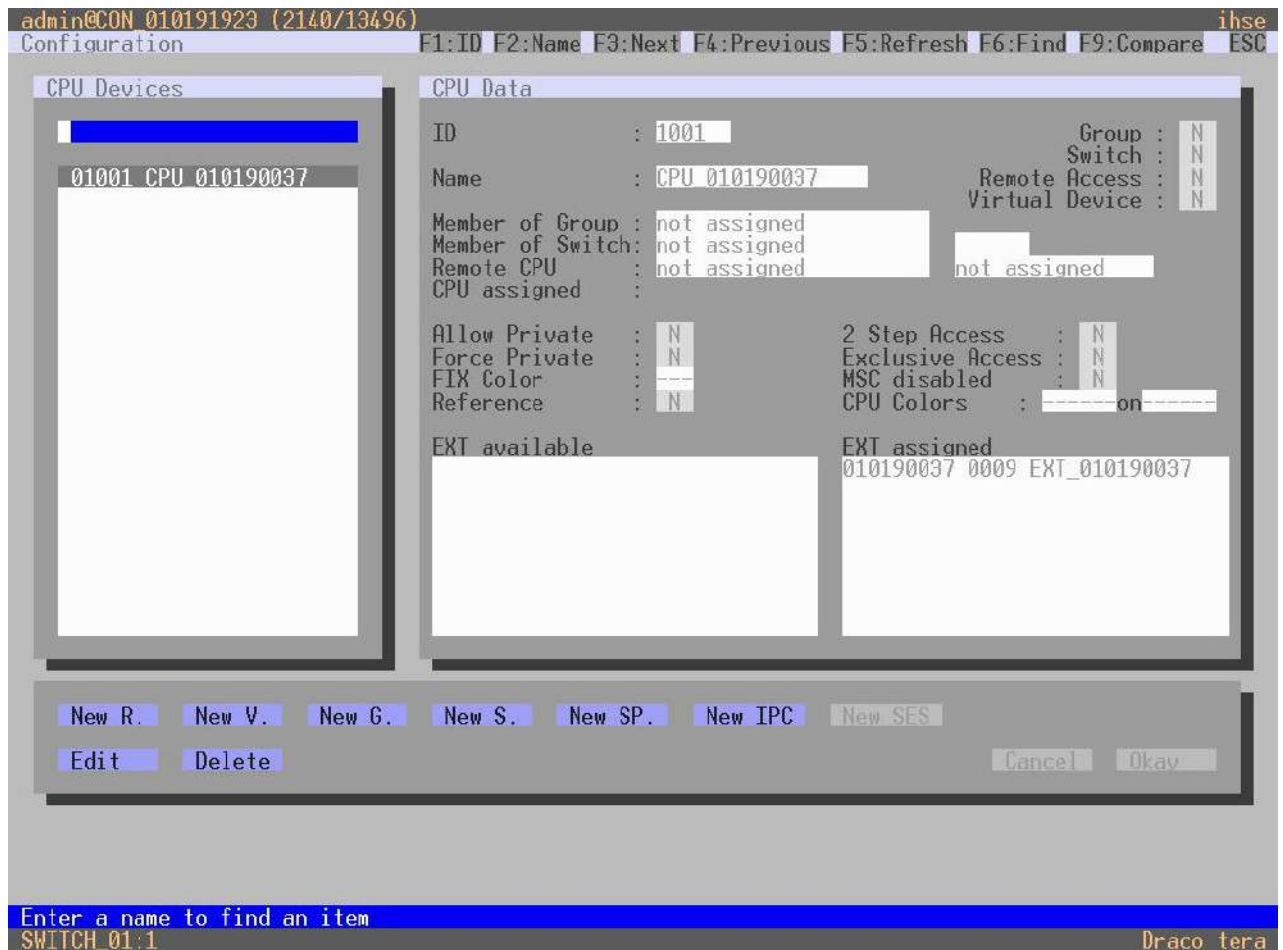 admin@CON_010191923 (2140/13496) ihse
Configuration F1:ID F2:Name F3:Next F4:Previous F5:Refresh F6:Find F9:Compare ESC
CPU Devices
01001 CPU_010190037
CPU Data
ID : 1001
Name : CPU_010190037
Member of Group : not assigned
Member of Switch: not assigned
Remote CPU : not assigned not assigned
CPU assigned :
Group : N
Switch : N
Remote Access : N
Virtual Device : N
Allow Private : N
Force Private : N
FIX Color : ---
Reference : N
2 Step Access : N
Exclusive Access : N
MSC disabled : N
CPU Colors : ------on------
EXT available
EXT assigned
010190037 0009 EXT_010190037
New R. New V. New G. New S. New SP. New IPC New SES
Edit Delete Cancel Okay
Enter a name to find an item
SWITCH_01:1 Draco tera